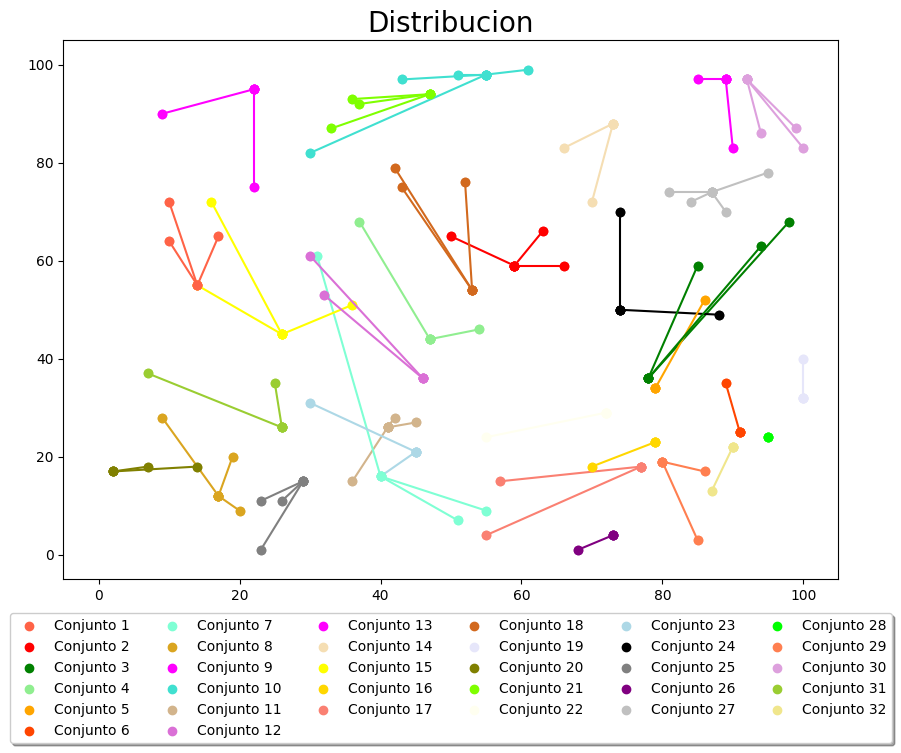 Distribucion
100
80
60
40
20
0
0 20 40 60 80 100
Conjunto 1 Conjunto 7 Conjunto 13 Conjunto 18 Conjunto 23 Conjunto 28
Conjunto 2 Conjunto 8 Conjunto 14 Conjunto 19 Conjunto 24 Conjunto 29
Conjunto 3 Conjunto 9 Conjunto 15 Conjunto 20 Conjunto 25 Conjunto 30
Conjunto 4 Conjunto 10 Conjunto 16 Conjunto 21 Conjunto 26 Conjunto 31
Conjunto 5 Conjunto 11 Conjunto 17 Conjunto 22 Conjunto 27 Conjunto 32
Conjunto 6 Conjunto 12